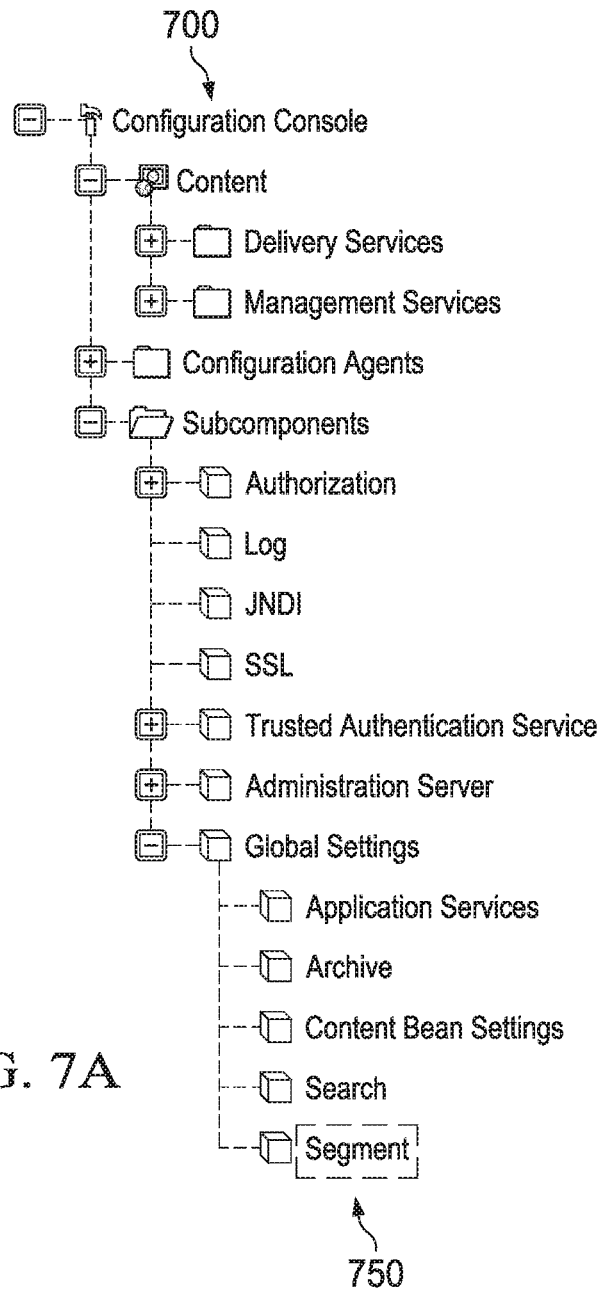 700
Configuration Console
Content
Delivery Services
Management Services
Configuration Agents
Subcomponents
Authorization
Log
JNDI
SSL
Trusted Authentication Service
Administration Server
Global Settings
Application Services
Archive
Content Bean Settings
G. 7A
Search
Segment
750